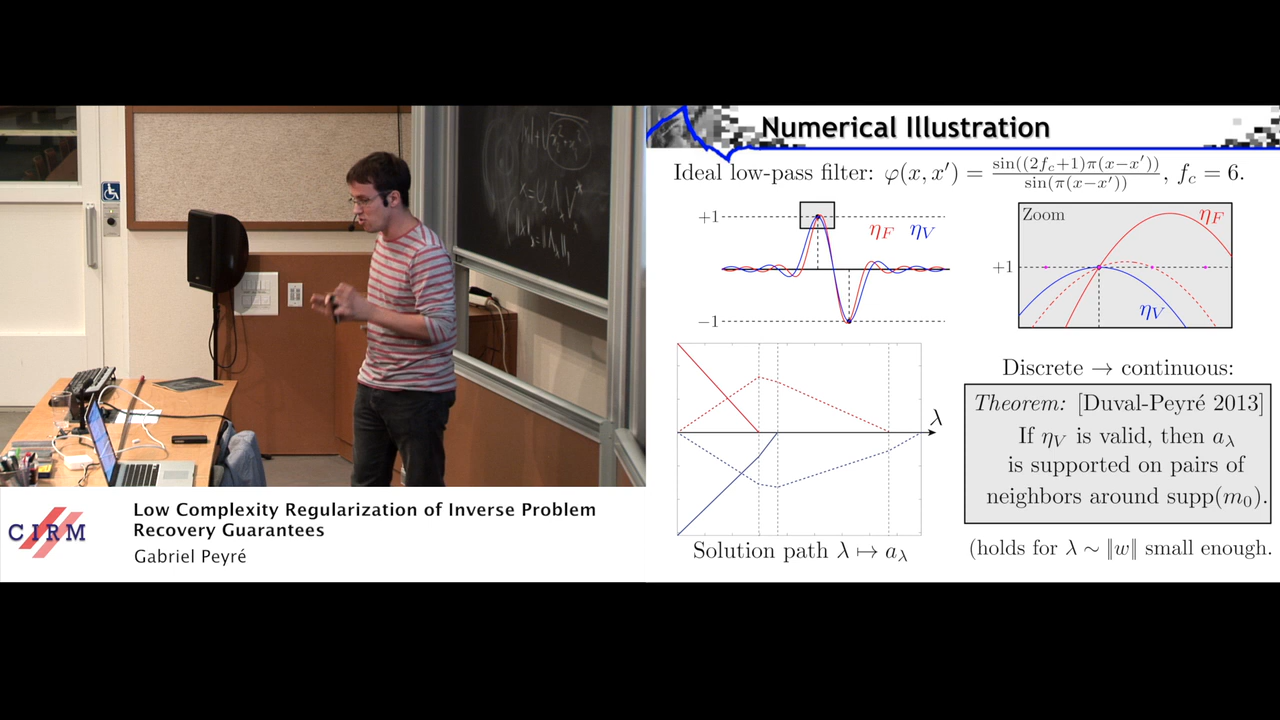 Numerical Illustration
Ideal low-pass filter: φ(x, x′) = sin((2f_c+1)π(x−x′)) / sin(π(x−x′)), f_c = 6.
+1
η_F η_V
−1
Zoom
η_F
+1
η_V
λ
Solution path λ ↦ a_λ
Discrete → continuous:
Theorem: [Duval-Peyré 2013]
If η_V is valid, then a_λ
is supported on pairs of
neighbors around supp(m_0).
(holds for λ ∼ ‖w‖ small enough.
CIRM
Low Complexity Regularization of Inverse Problem
Recovery Guarantees
Gabriel Peyré